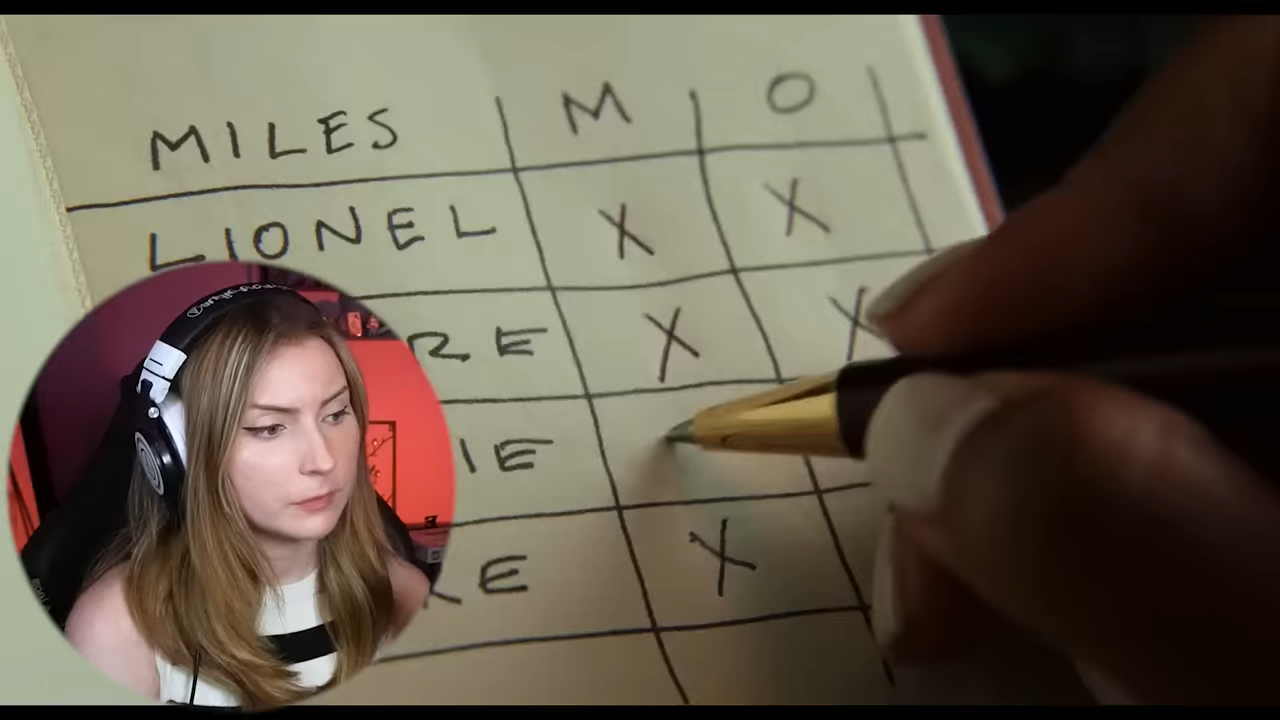 MILES M O
LIONEL X X
RE X X
IE
RE X